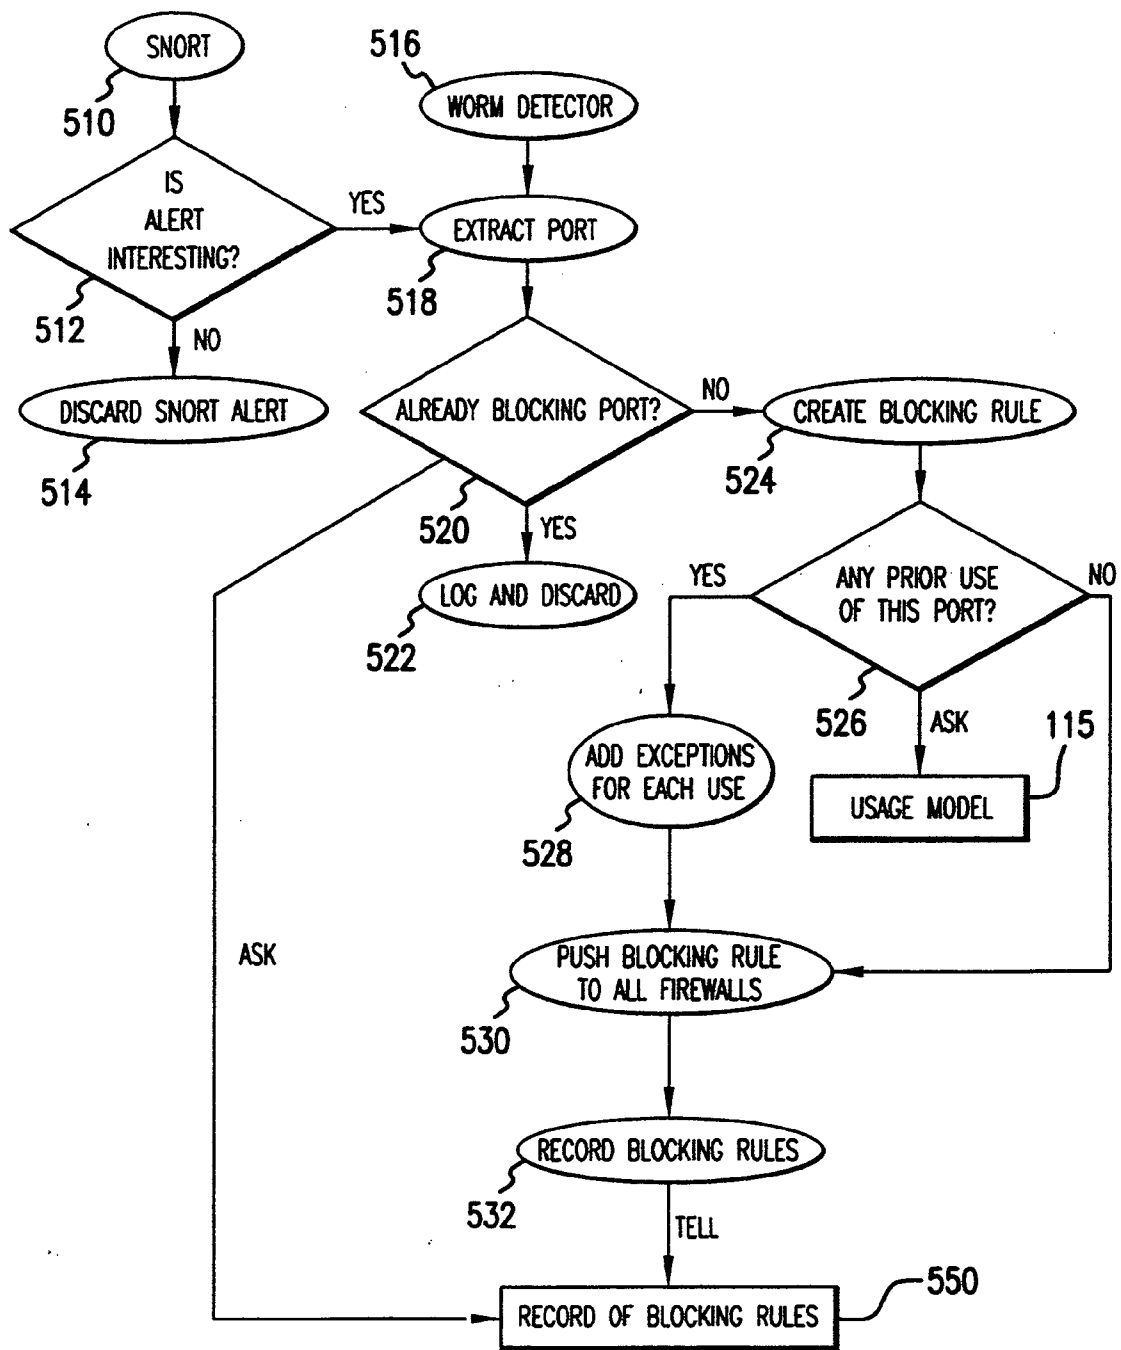 SNORT
510
516
WORM DETECTOR
IS
ALERT
INTERESTING?
YES
EXTRACT PORT
512
518
NO
DISCARD SNORT ALERT
514
ALREADY BLOCKING PORT?
NO
CREATE BLOCKING RULE
524
520
YES
LOG AND DISCARD
522
YES
ANY PRIOR USE
OF THIS PORT?
NO
526
ASK
115
USAGE MODEL
ADD EXCEPTIONS
FOR EACH USE
528
ASK
PUSH BLOCKING RULE
TO ALL FIREWALLS
530
RECORD BLOCKING RULES
532
TELL
550
RECORD OF BLOCKING RULES